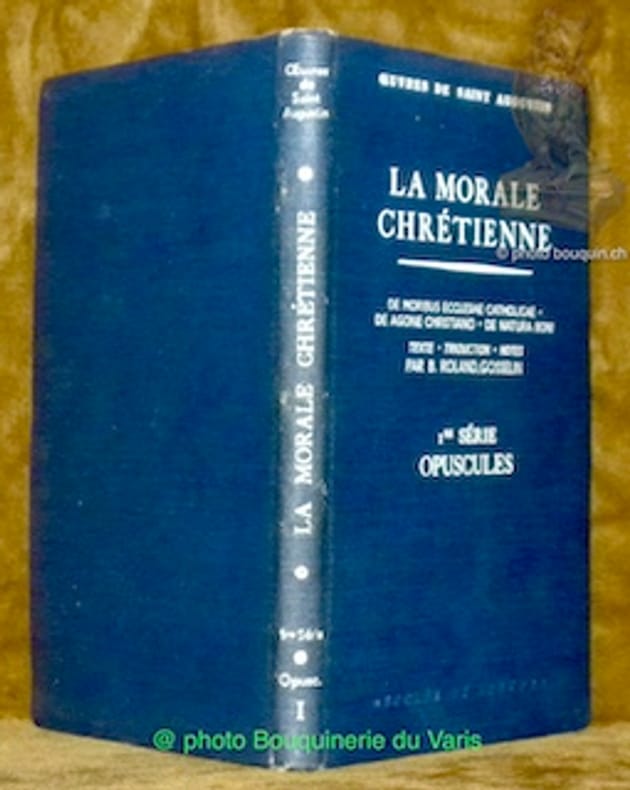 Œuvres
de
Saint
Augustin
LA MORALE CHRÉTIENNE
1re Série
Opusc.
I
ŒUVRES DE SAINT AUGUSTIN
LA MORALE
CHRÉTIENNE
© photo bouquin.ch
DE MORIBUS ECCLESIAE CATHOLICAE •
DE AGONE CHRISTIANO • DE NATURA BONI
TEXTE • TRADUCTION • NOTES
PAR B. ROLAND-GOSSELIN
1re SÉRIE
OPUSCULES
@ photo Bouquinerie du Varis